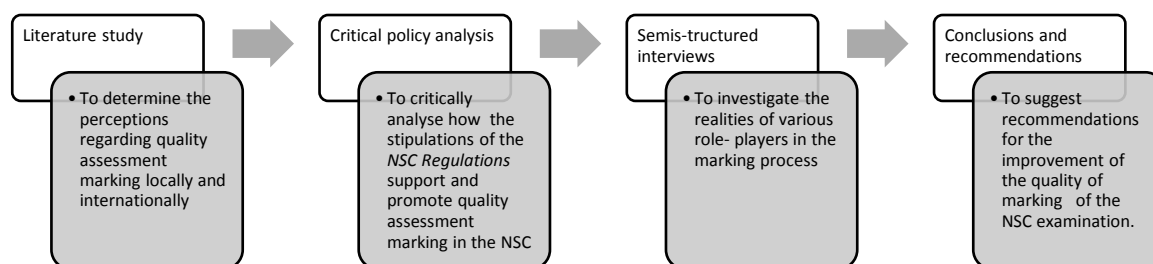 Literature study
• To determine the
perceptions
regarding quality
assessment
marking locally and
internationally
Critical policy analysis
• To critically
analyse how the
stipulations of the
NSC Regulations
support and
promote quality
assessment
marking in the NSC
Semis-tructured
interviews
• To investigate the
realities of various
role- players in the
marking process
Conclusions and
recommendations
• To suggest
recommendations
for the
improvement of
the quality of
marking of the
NSC examination.